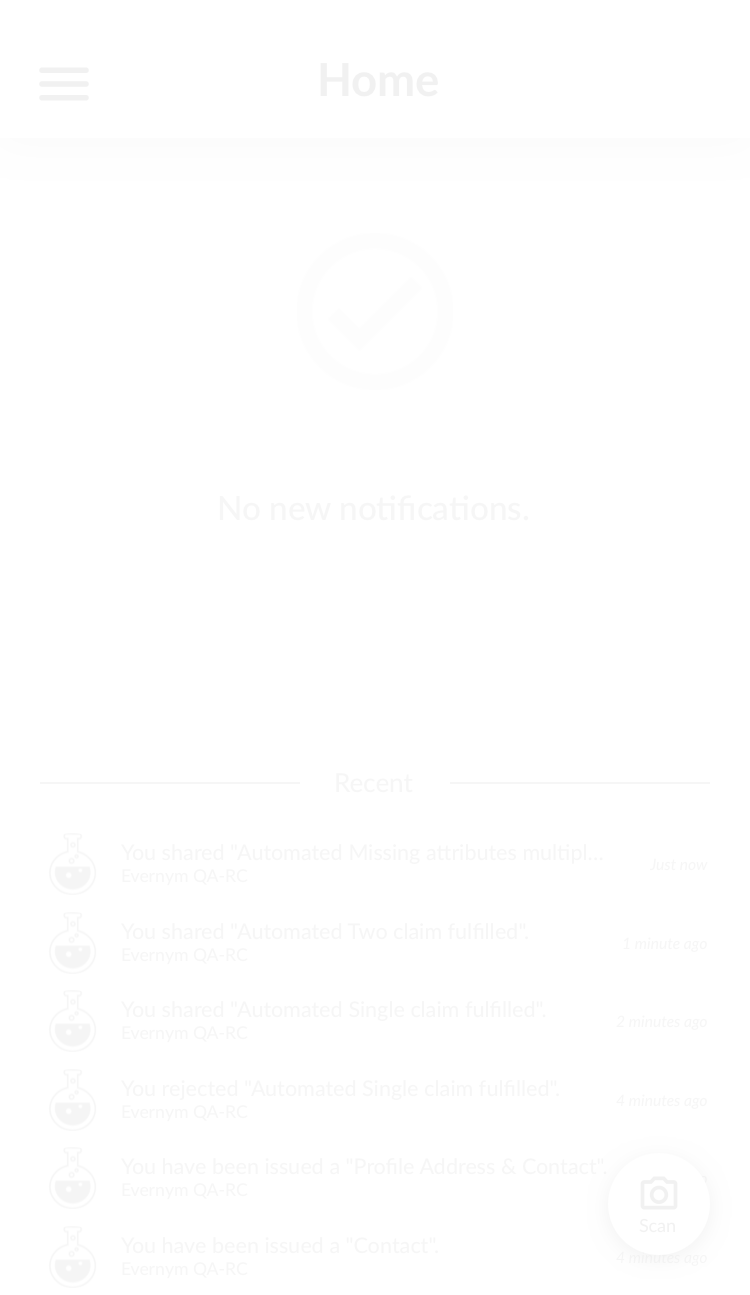 Home
No new notifications.
Recent
You shared "Automated Missing attributes multipl...
Evernym QA-RC
Just now
You shared "Automated Two claim fulfilled".
Evernym QA-RC
1 minute ago
You shared "Automated Single claim fulfilled".
Evernym QA-RC
2 minutes ago
You rejected "Automated Single claim fulfilled".
Evernym QA-RC
4 minutes ago
You have been issued a "Profile Address & Contact".
Evernym QA-RC
Scan
You have been issued a "Contact".
Evernym QA-RC
4 minutes ago